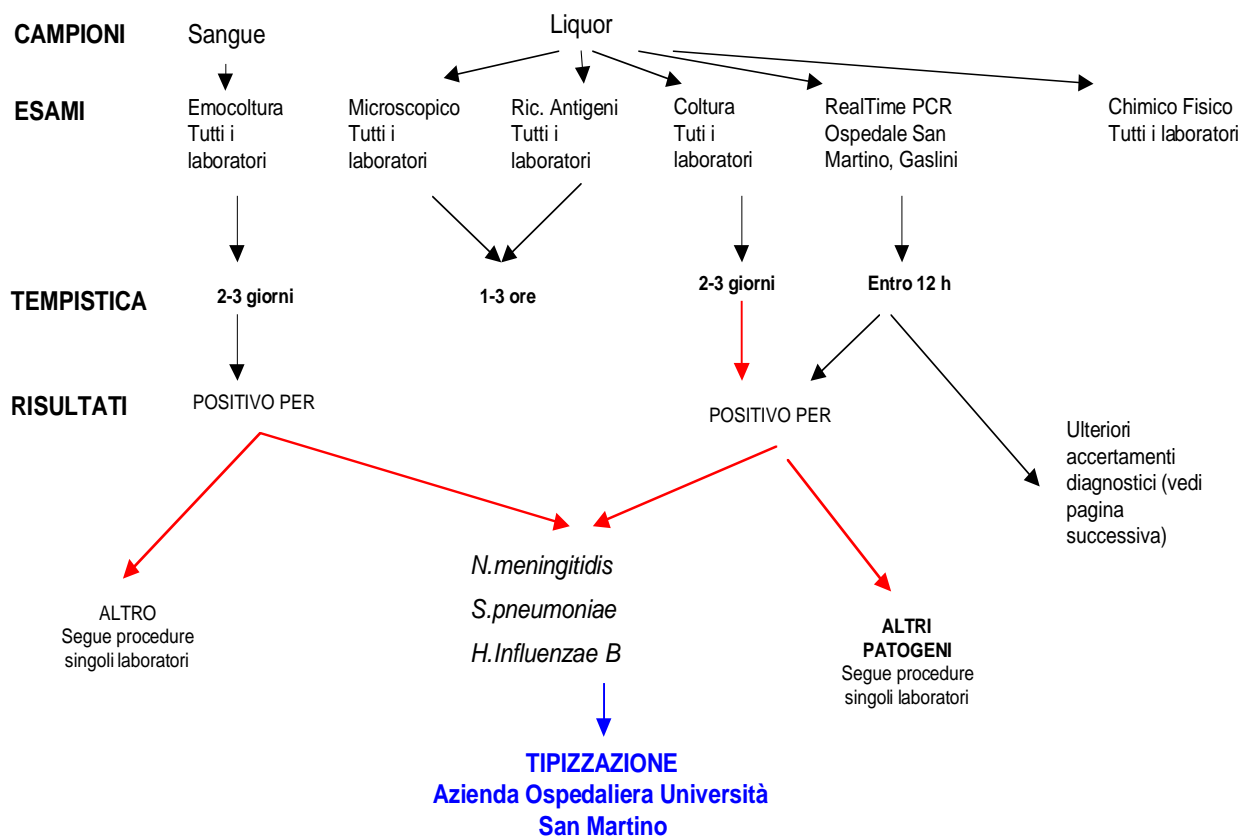 CAMPIONI
Sangue
Liquor
ESAMI
Emocoltura
Tutti i
laboratori
Microscopico
Tutti i
laboratori
Ric. Antigeni
Tutti i
laboratori
Coltura
Tuti i
laboratori
RealTime PCR
Ospedale San
Martino, Gaslini
Chimico Fisico
Tutti i laboratori
TEMPISTICA
2-3 giorni
1-3 ore
2-3 giorni
Entro 12 h
RISULTATI
POSITIVO PER
POSITIVO PER
Ulteriori
accertamenti
diagnostici (vedi
pagina
successiva)
ALTRO
Segue procedure
singoli laboratori
N.meningitidis
S.pneumoniae
H.Influenzae B
ALTRI
PATOGENI
Segue procedure
singoli laboratori
TIPIZZAZIONE
Azienda Ospedaliera Università
San Martino